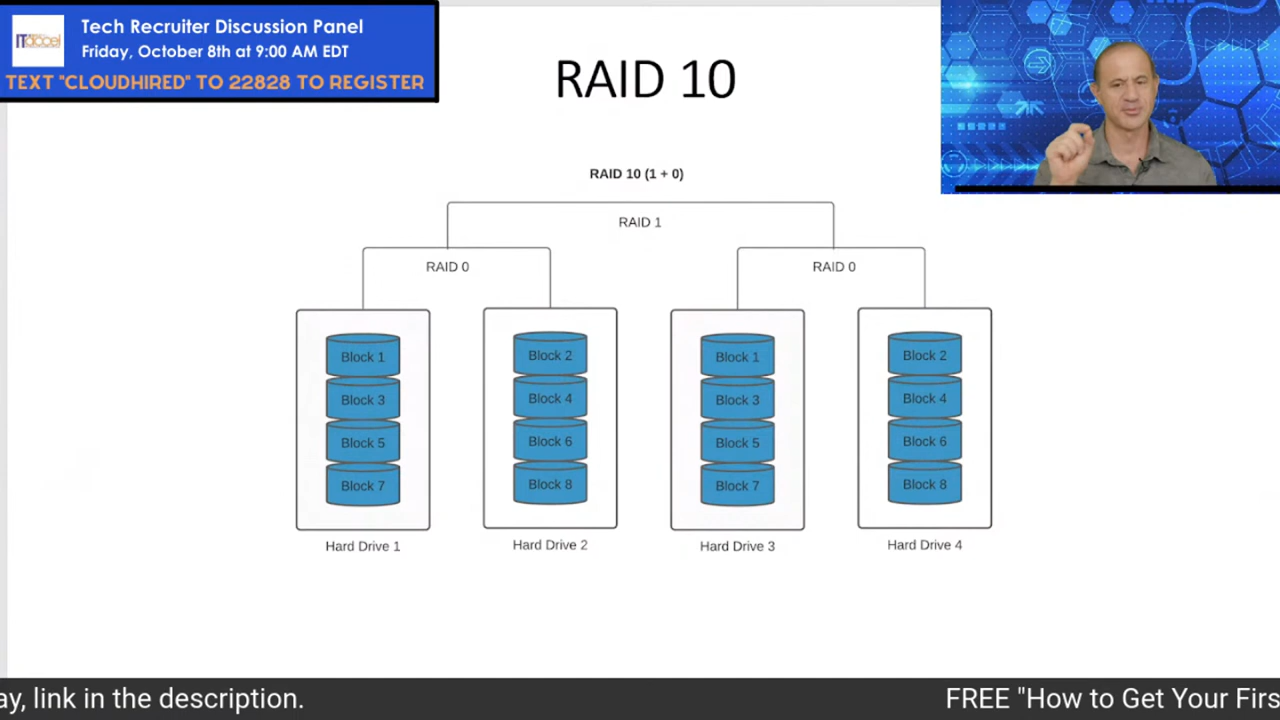 ITaccel
Tech Recruiter Discussion Panel
Friday, October 8th at 9:00 AM EDT
TEXT "CLOUDHIRED" TO 22828 TO REGISTER
RAID 10
RAID 10 (1 + 0)
RAID 1
RAID 0 RAID 0
Block 1 Block 2 Block 1 Block 2
Block 3 Block 4 Block 3 Block 4
Block 5 Block 6 Block 5 Block 6
Block 7 Block 8 Block 7 Block 8
Hard Drive 1 Hard Drive 2 Hard Drive 3 Hard Drive 4
ay, link in the description. FREE "How to Get Your Firs